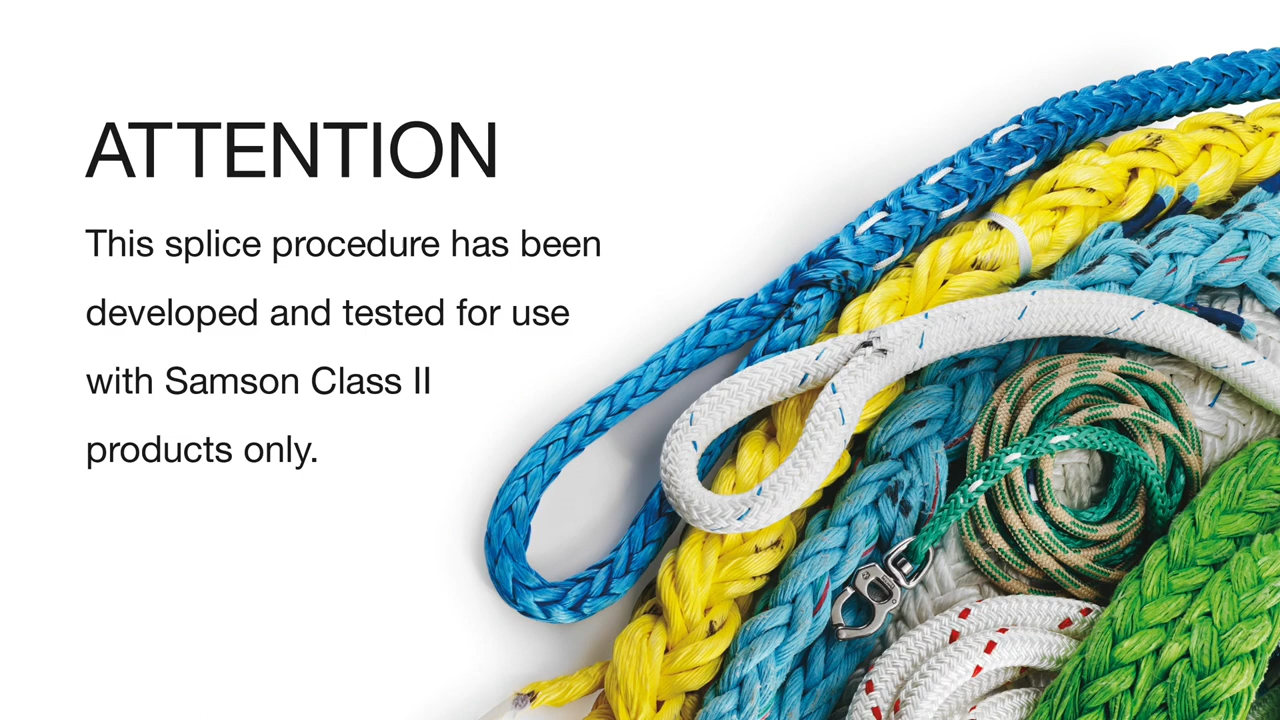 ATTENTION
This splice procedure has been
developed and tested for use
with Samson Class II
products only.